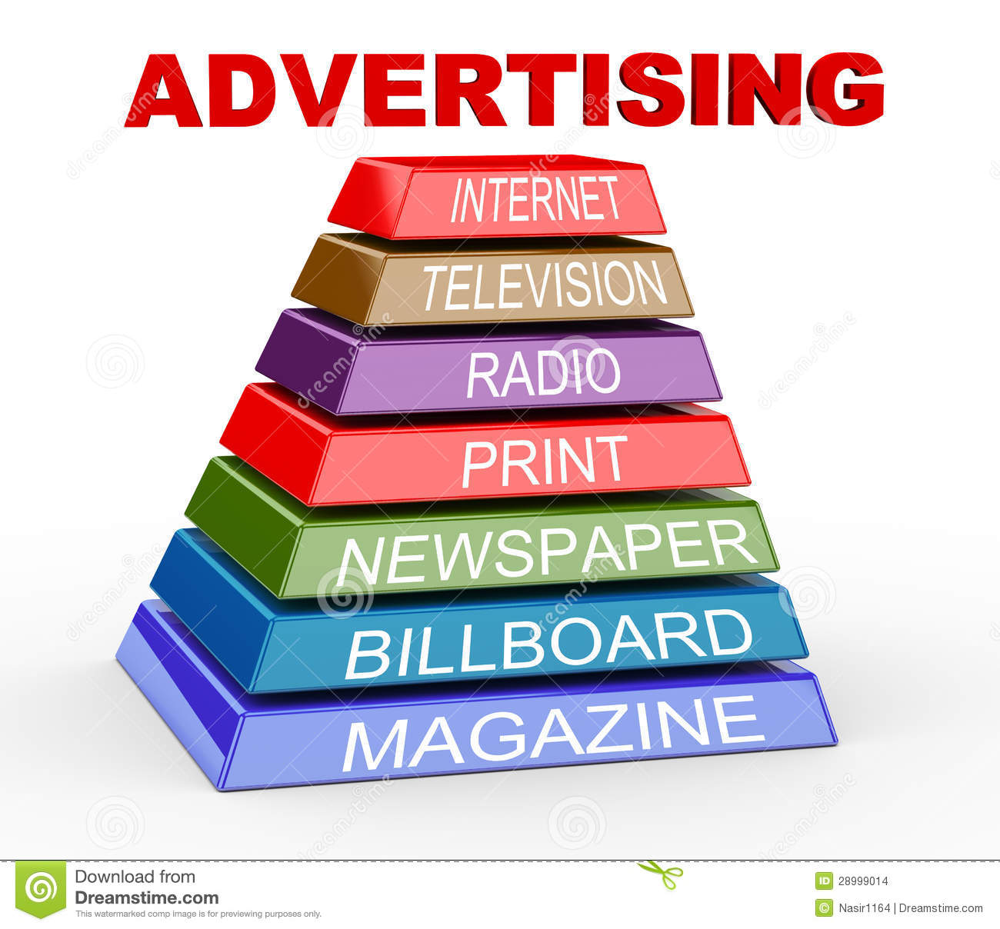 ADVERTISING
INTERNET
TELEVISION
RADIO
PRINT
NEWSPAPER
BILLBOARD
MAGAZINE
Download from
Dreamstime.com
This watermarked comp image is for previewing purposes only.
ID 28999014
© Nasir1164 | Dreamstime.com
dreamstime